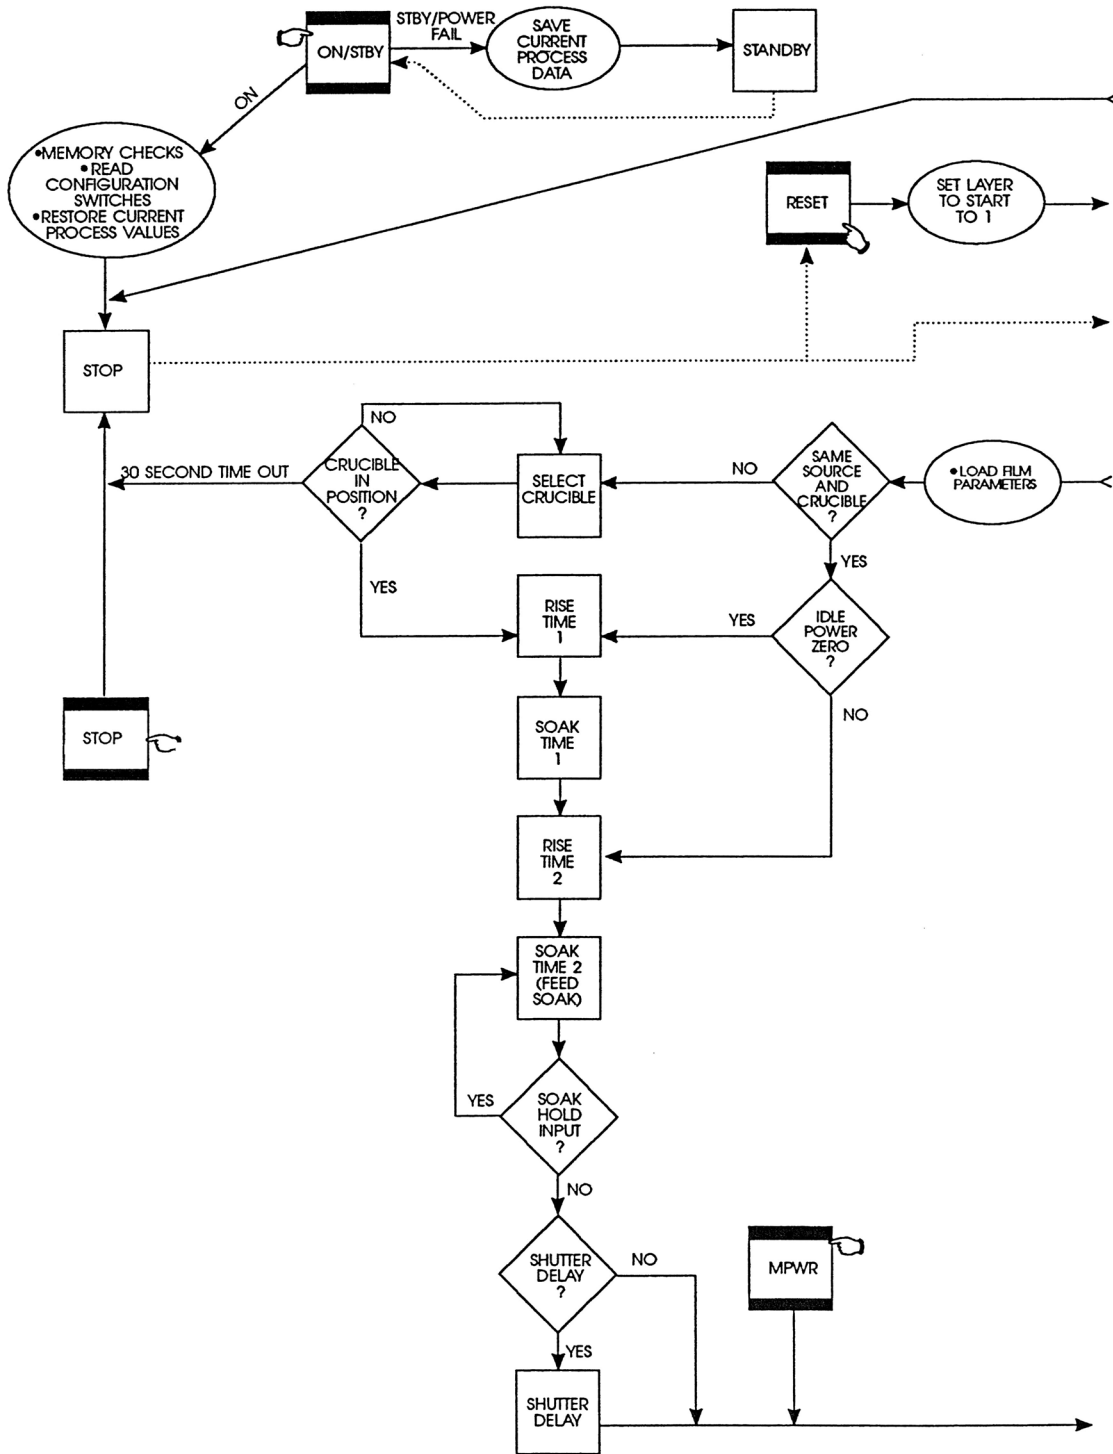 STBY/POWER
FAIL
ON/STBY
SAVE
CURRENT
PROCESS
DATA
STANDBY
ON
•MEMORY CHECKS
•READ
CONFIGURATION
SWITCHES
•RESTORE CURRENT
PROCESS VALUES
RESET
SET LAYER
TO START
TO 1
STOP
NO
30 SECOND TIME OUT
CRUCIBLE
IN
POSITION
?
SELECT
CRUCIBLE
NO
SAME
SOURCE
AND
CRUCIBLE
?
•LOAD FILM
PARAMETERS
YES
YES
RISE
TIME
1
YES
IDLE
POWER
ZERO
?
NO
STOP
SOAK
TIME
1
RISE
TIME
2
SOAK
TIME 2
(FEED
SOAK)
YES
SOAK
HOLD
INPUT
?
NO
SHUTTER
DELAY
?
NO
MPWR
YES
SHUTTER
DELAY